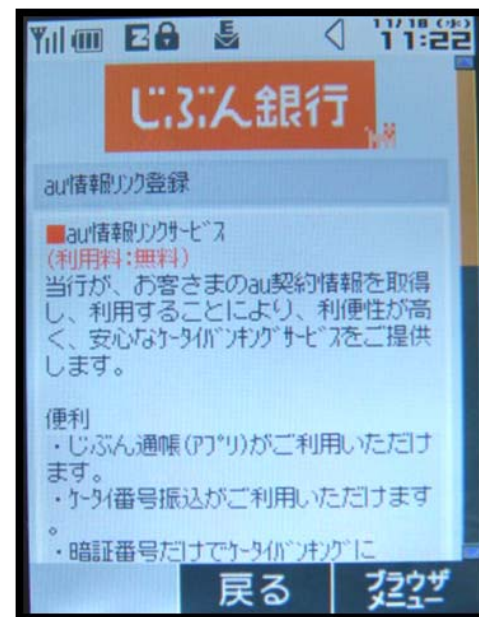 11/18(水)
11:22
じぶん銀行
au情報リンク登録
■au情報リンクサービス
(利用料:無料)
当行が、お客さまのau契約情報を取得
し、利用することにより、利便性が高
く、安心なケータイバンキングサービスをご提供
します。
便利
・じぶん通帳(アプリ)がご利用いただけ
ます。
・ケータイ番号振込がご利用いただけます
。
・暗証番号だけでケータイバンキングに
戻る
ブラウザ
メニュー